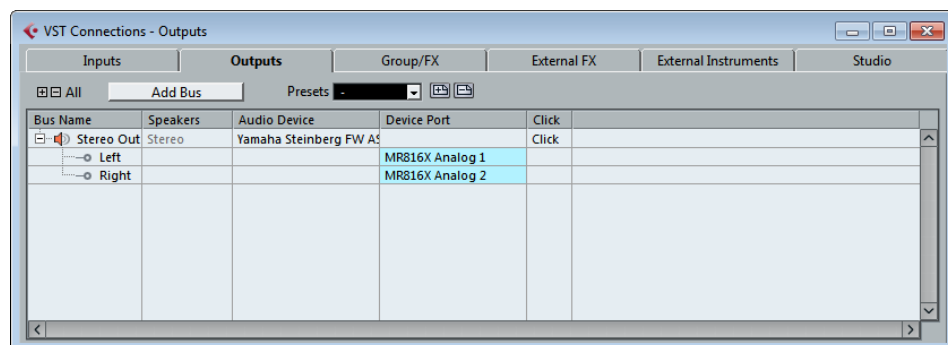 VST Connections - Outputs
Inputs Outputs Group/FX External FX External Instruments Studio
All Add Bus Presets -
Bus Name Speakers Audio Device Device Port Click
Stereo Out Stereo Yamaha Steinberg FW AS Click
Left MR816X Analog 1
Right MR816X Analog 2